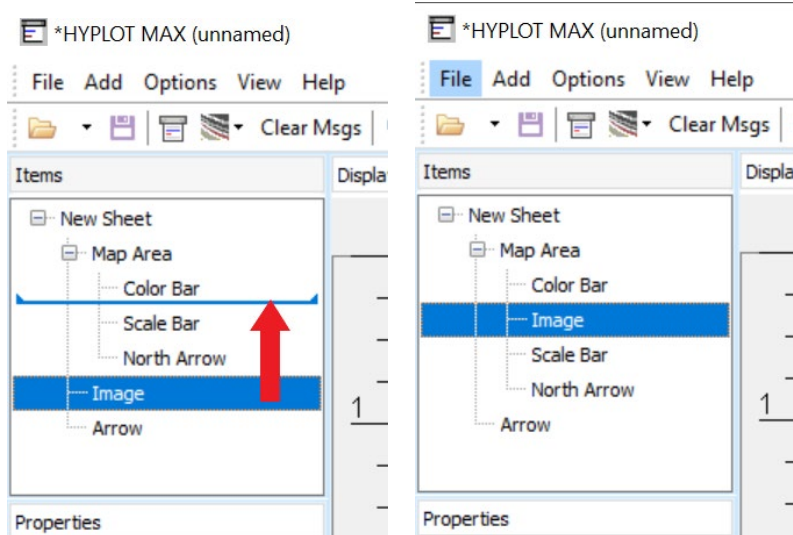 *HYPLOT MAX (unnamed)
File Add Options View Help
Clear Msgs
Items
Displa
New Sheet
Map Area
Color Bar
Scale Bar
North Arrow
Image
Arrow
1
Properties
*HYPLOT MAX (unnamed)
File Add Options View Help
Clear Msgs
Items
Displa
New Sheet
Map Area
Color Bar
Image
Scale Bar
North Arrow
Arrow
1
Properties